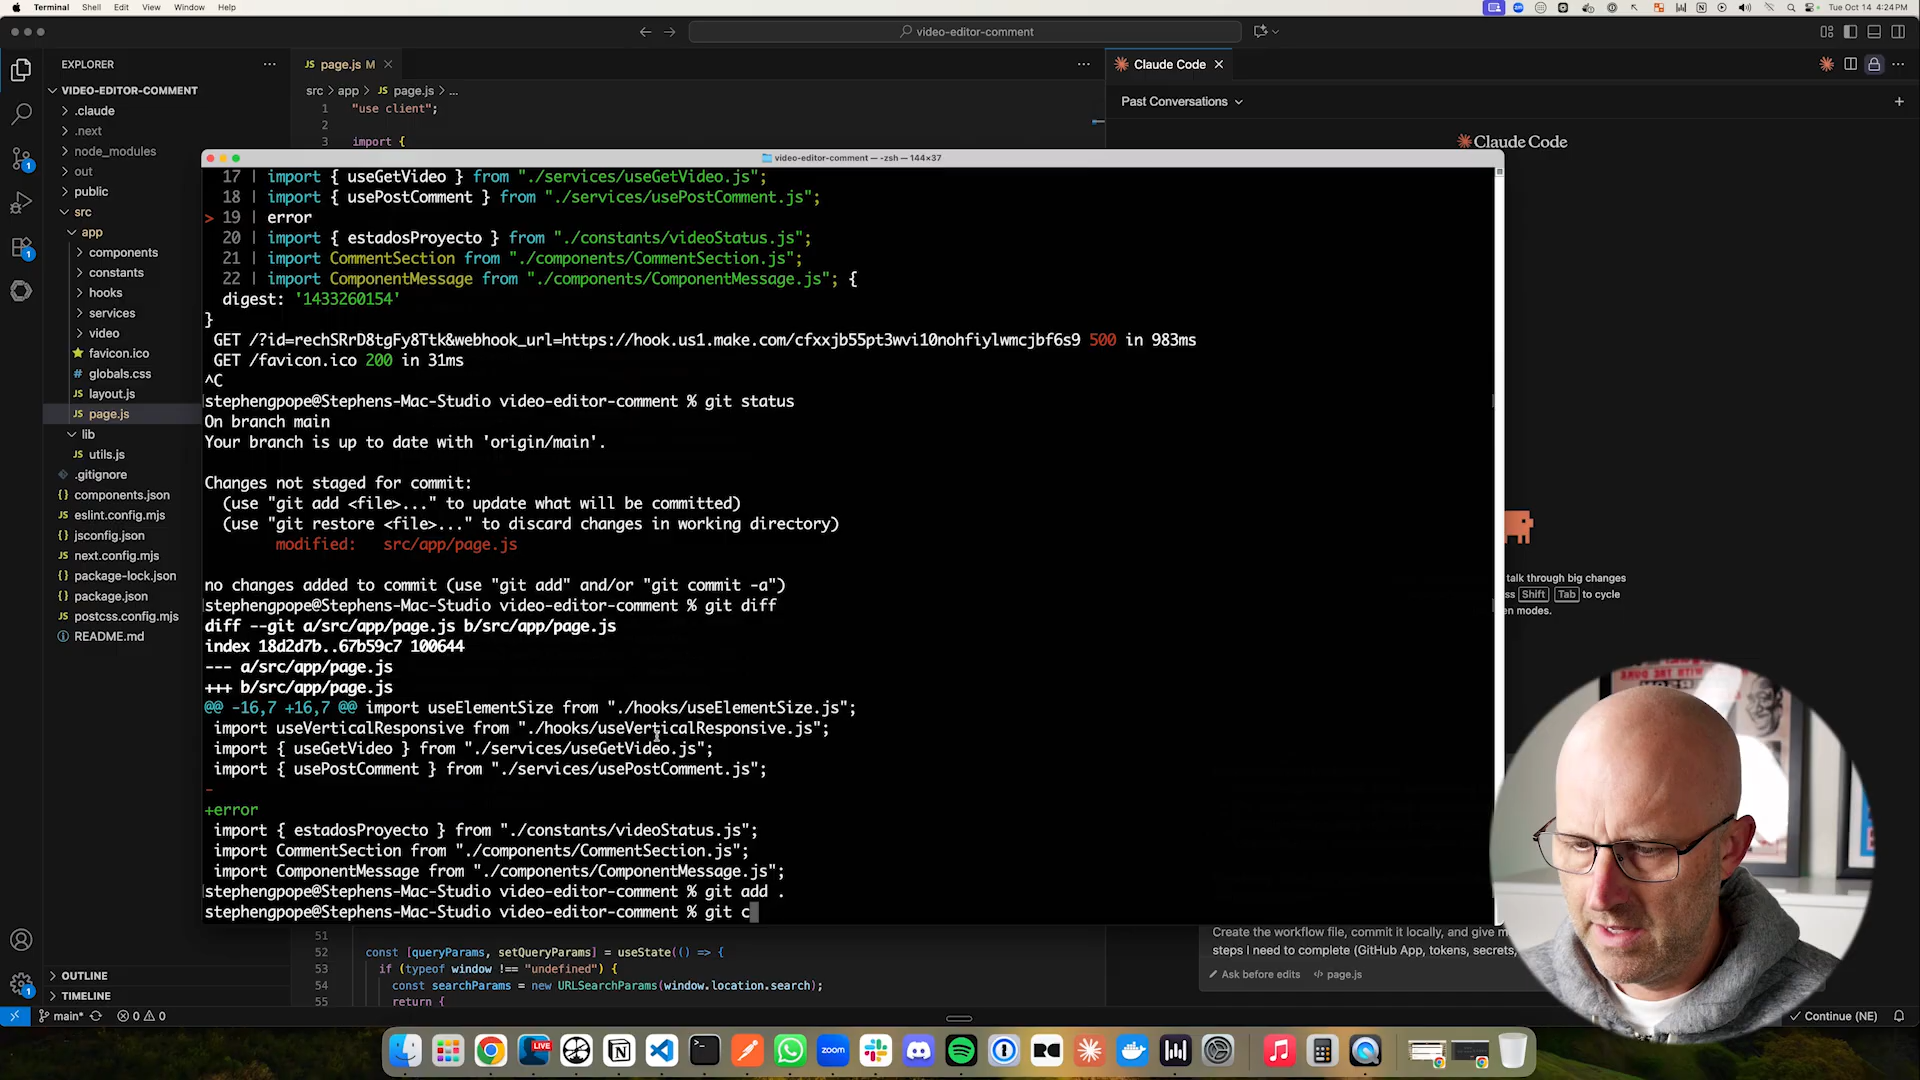 Terminal Shell Edit View Window Help
Tue Oct 14 4:24 PM
video-editor-comment
EXPLORER
page.js M
Claude Code
VIDEO-EDITOR-COMMENT
src > app > page.js > ...
Past Conversations
.claude
1 "use client";
.next
2
node_modules
3 import {
Claude Code
out
public
src
app
components
constants
hooks
services
video
favicon.ico
globals.css
layout.js
page.js
lib
utils.js
.gitignore
components.json
eslint.config.mjs
jsconfig.json
next.config.mjs
package-lock.json
package.json
postcss.config.mjs
README.md
video-editor-comment — -zsh — 144×37
17 | import { useGetVideo } from "./services/useGetVideo.js";
18 | import { usePostComment } from "./services/usePostComment.js";
> 19 | error
20 | import { estadosProyecto } from "./constants/videoStatus.js";
21 | import CommentSection from "./components/CommentSection.js";
22 | import ComponentMessage from "./components/ComponentMessage.js"; {
digest: '1433260154'
}
GET /?id=rechSRrD8tgFy8Ttk&webhook_url=https://hook.us1.make.com/cfxxjb55pt3wvi10nohfiylwmcjbf6s9 500 in 983ms
GET /favicon.ico 200 in 31ms
^C
stephengpope@Stephens-Mac-Studio video-editor-comment % git status
On branch main
Your branch is up to date with 'origin/main'.
Changes not staged for commit:
(use "git add <file>..." to update what will be committed)
(use "git restore <file>..." to discard changes in working directory)
modified: src/app/page.js
no changes added to commit (use "git add" and/or "git commit -a")
stephengpope@Stephens-Mac-Studio video-editor-comment % git diff
diff --git a/src/app/page.js b/src/app/page.js
index 18d2d7b..67b59c7 100644
--- a/src/app/page.js
+++ b/src/app/page.js
@@ -16,7 +16,7 @@ import useElementSize from "./hooks/useElementSize.js";
import useVerticalResponsive from "./hooks/useVerticalResponsive.js";
import { useGetVideo } from "./services/useGetVideo.js";
import { usePostComment } from "./services/usePostComment.js";
-
+error
import { estadosProyecto } from "./constants/videoStatus.js";
import CommentSection from "./components/CommentSection.js";
import ComponentMessage from "./components/ComponentMessage.js";
stephengpope@Stephens-Mac-Studio video-editor-comment % git add .
stephengpope@Stephens-Mac-Studio video-editor-comment % git c
talk through big changes
Shift Tab to cycle
modes.
51
52 const [queryParams, setQueryParams] = useState(() => {
53 if (typeof window !== "undefined") {
54 const searchParams = new URLSearchParams(window.location.search);
55 return {
Create the workflow file, commit it locally, and give m
steps I need to complete (GitHub App, tokens, secrets,
Ask before edits page.js
OUTLINE
TIMELINE
main* 0 0
Continue (NE)
LIVE
zoom